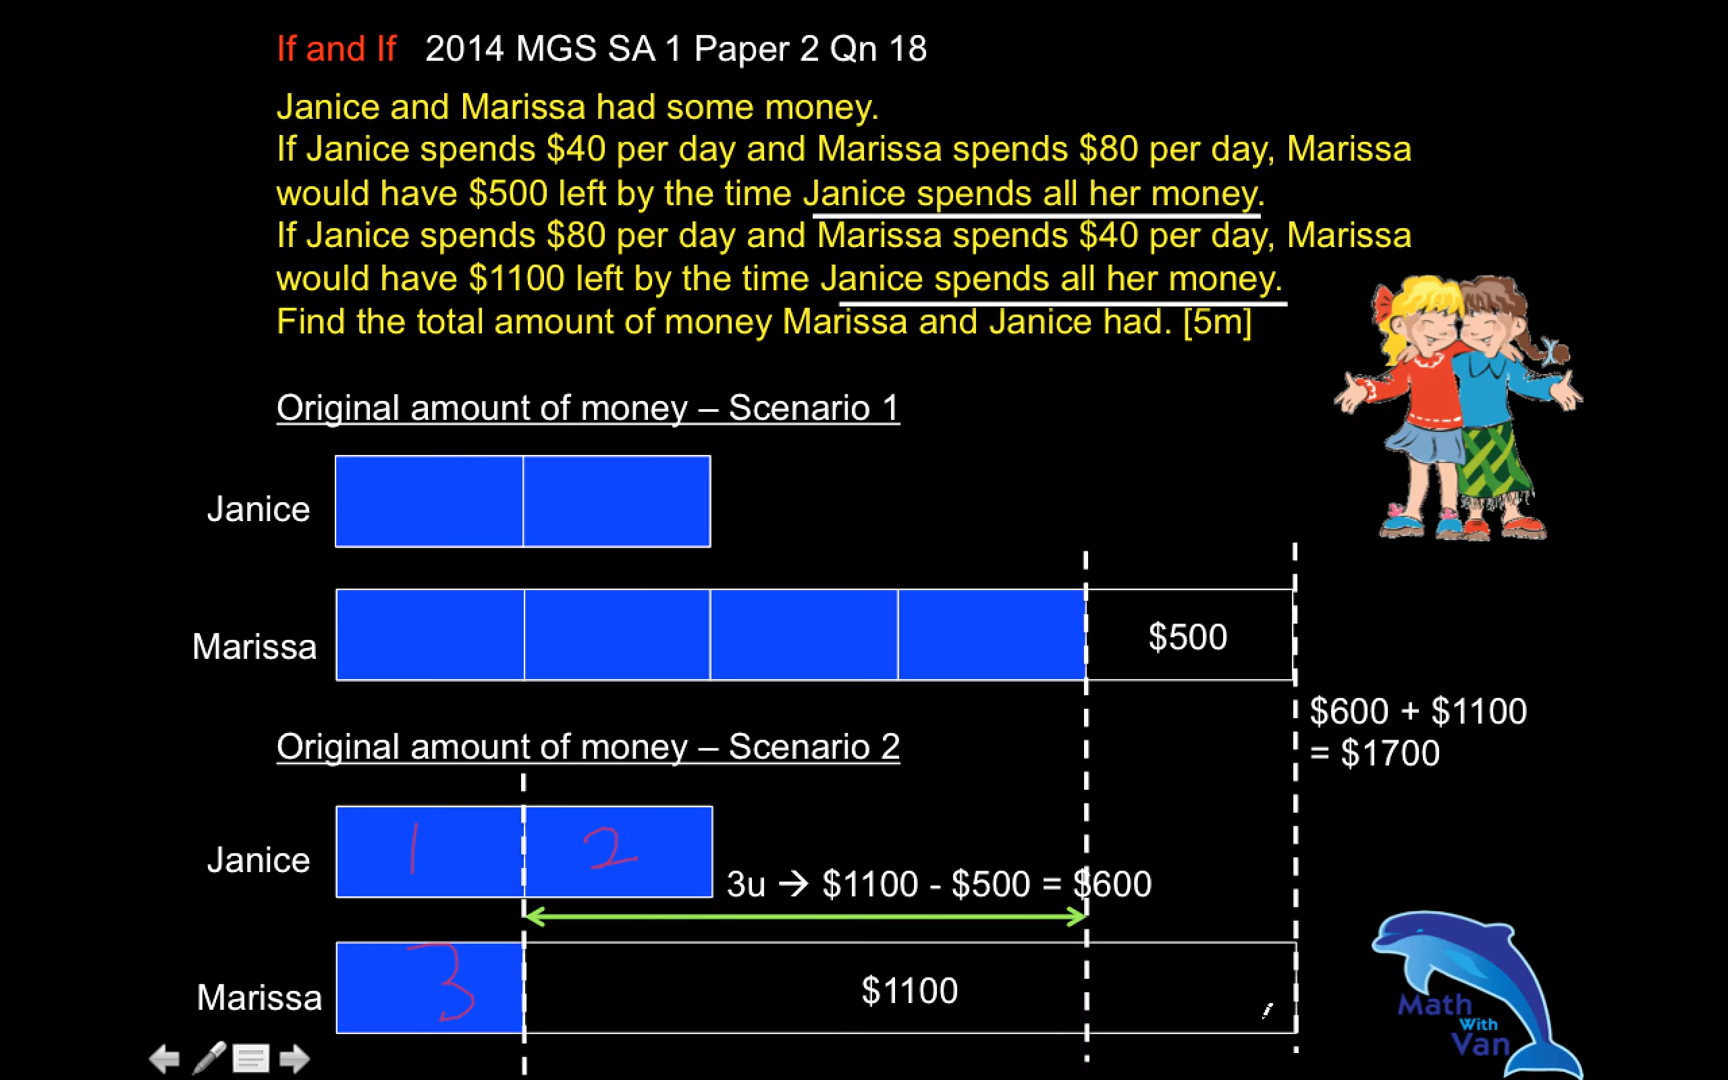 If and If 2014 MGS SA 1 Paper 2 Qn 18
Janice and Marissa had some money.
If Janice spends $40 per day and Marissa spends $80 per day, Marissa
would have $500 left by the time Janice spends all her money.
If Janice spends $80 per day and Marissa spends $40 per day, Marissa
would have $1100 left by the time Janice spends all her money.
Find the total amount of money Marissa and Janice had. [5m]
Original amount of money – Scenario 1
Janice
Marissa
$500
$600 + $1100
= $1700
Original amount of money – Scenario 2
Janice
1 2
3u → $1100 - $500 = $600
Marissa
3
$1100
Math
With
Van